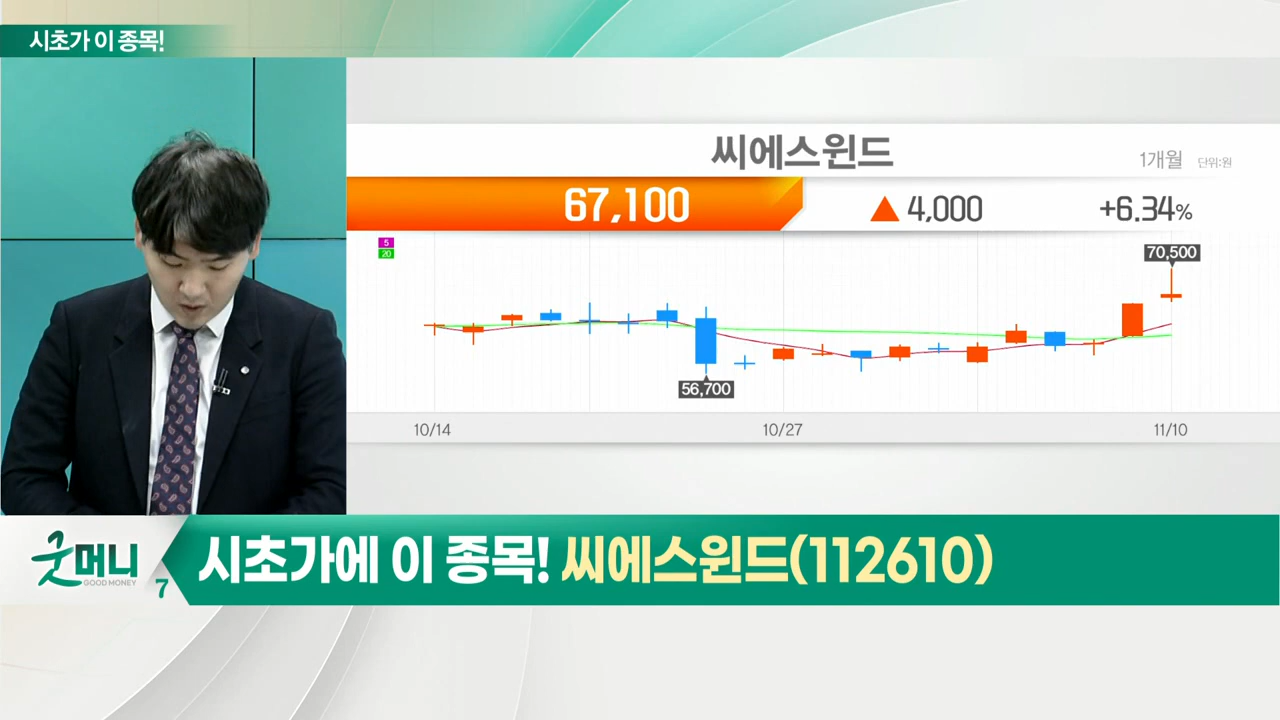 시초가 이 종목!
씨에스윈드
1개월 단위:원
67,100 ▲ 4,000 +6.34%
5
20
70,500
56,700
10/14 10/27 11/10
굿머니
GOOD MONEY
7
시초가에 이 종목! 씨에스윈드(112610)